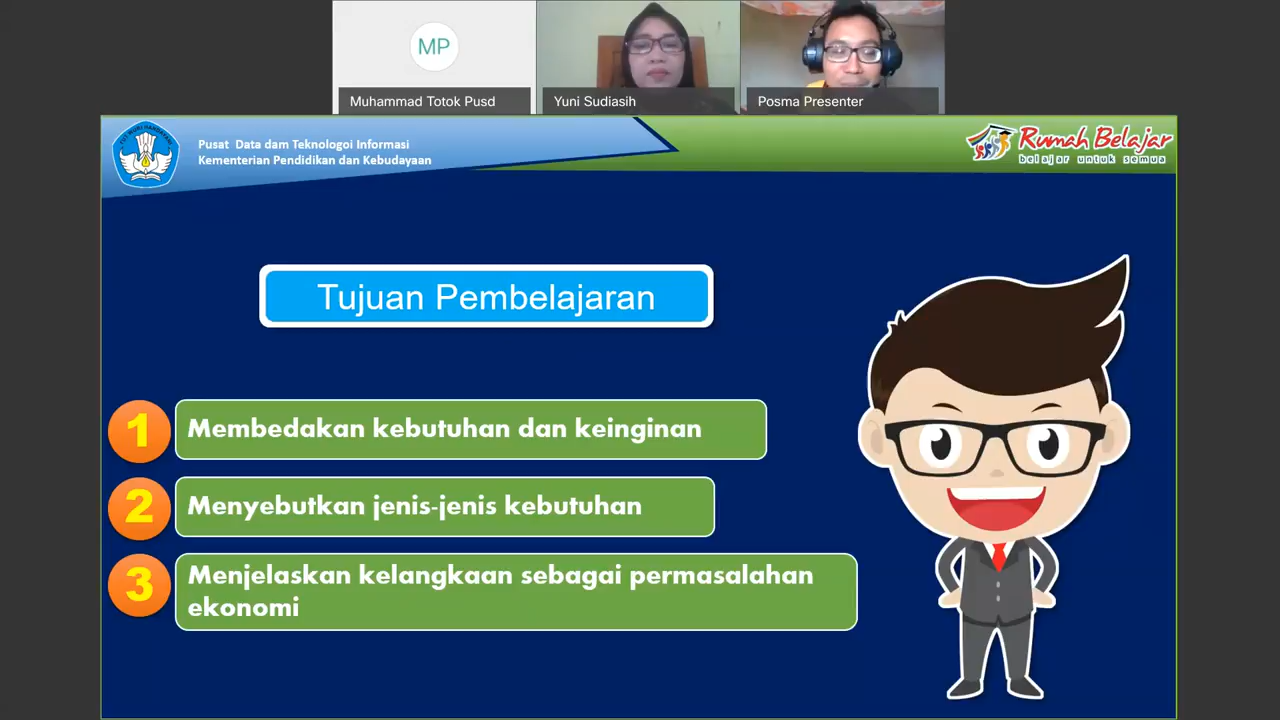 MP
Muhammad Totok Pusd
Yuni Sudiasih
Posma Presenter
Pusat Data dam Teknologoi Informasi
Kementerian Pendidikan dan Kebudayaan
Rumah Belajar
belajar untuk semua
Tujuan Pembelajaran
1
Membedakan kebutuhan dan keinginan
2
Menyebutkan jenis-jenis kebutuhan
3
Menjelaskan kelangkaan sebagai permasalahan
ekonomi